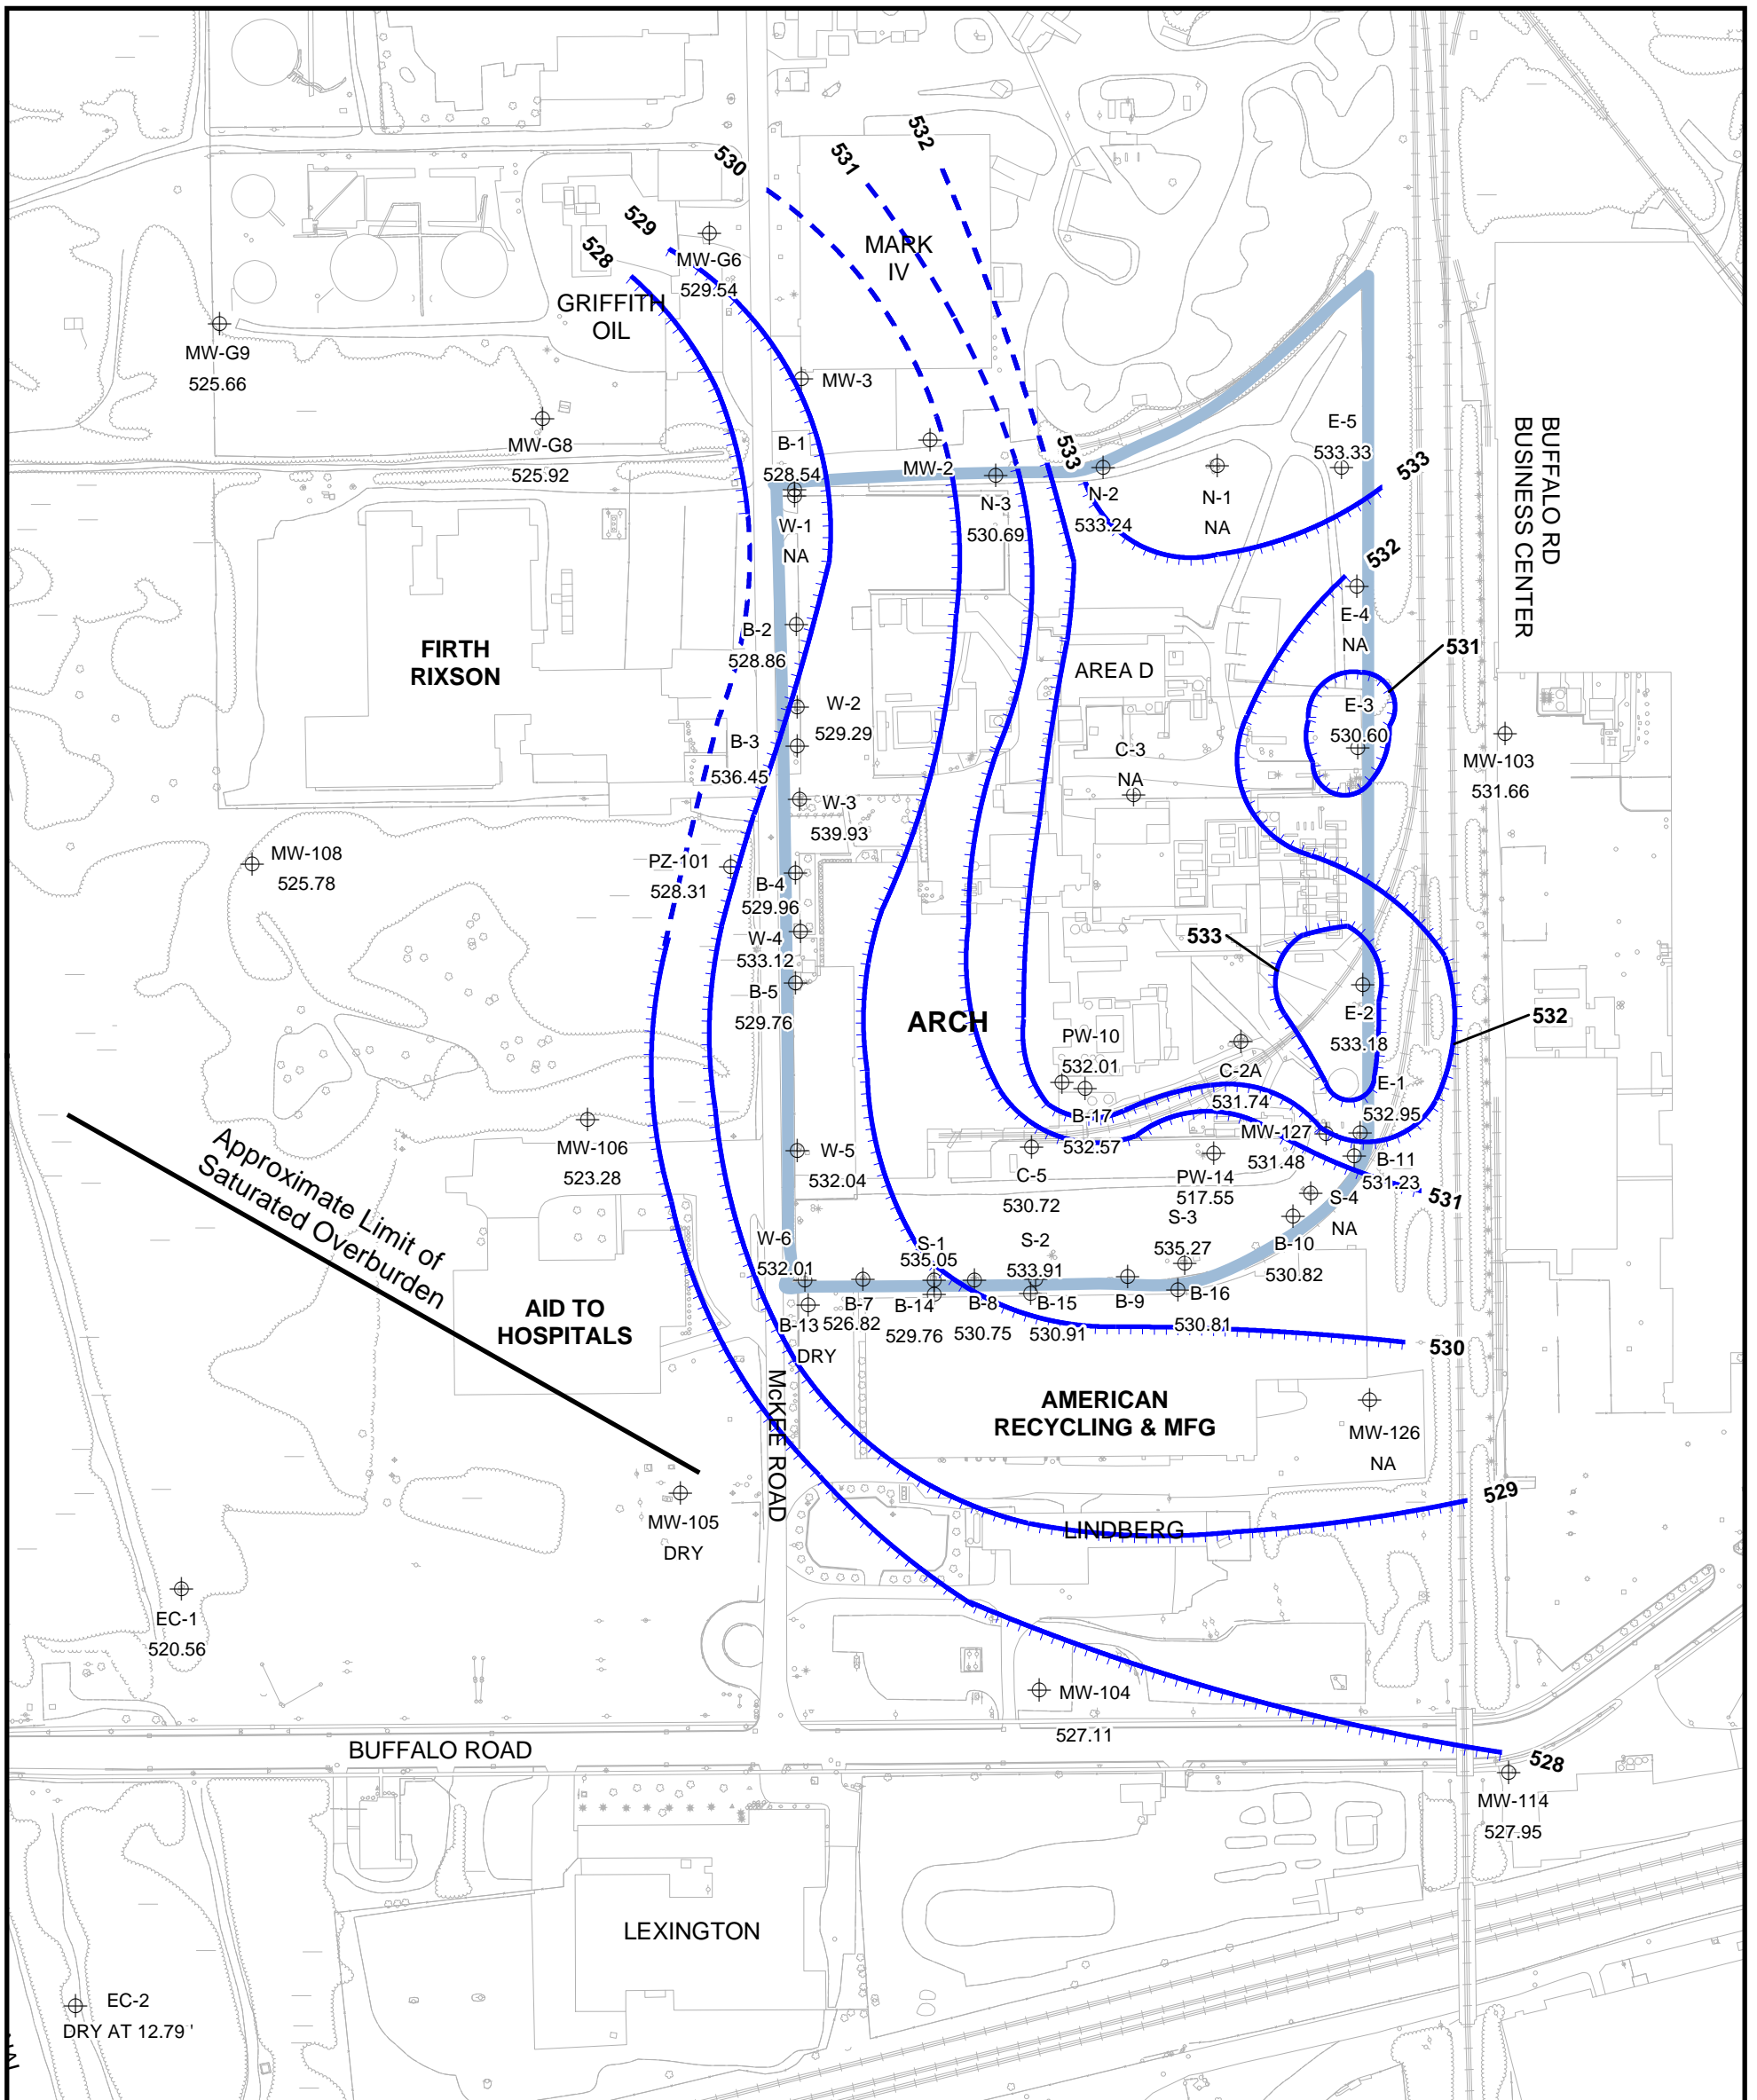 532
531
530
529
528
MARK
IV
MW-G6
529.54
GRIFFITH
OIL
MW-G9
525.66
MW-3
MW-G8
525.92
B-1
528.54
MW-2
533
E-5
533.33
533
BUFFALO RD
BUSINESS CENTER
N-3
530.69
N-2
533.24
N-1
NA
W-1
NA
532
E-4
NA
B-2
528.86
FIRTH
RIXSON
AREA D
531
W-2
529.29
E-3
530.60
B-3
536.45
C-3
NA
MW-103
531.66
W-3
539.93
MW-108
525.78
PZ-101
528.31
B-4
529.96
W-4
533.12
533
B-5
529.76
ARCH
E-2
533.18
532
PW-10
532.01
C-2A
531.74
E-1
532.95
B-17
532.57
MW-127
531.48
MW-106
523.28
W-5
532.04
C-5
530.72
PW-14
517.55
B-11
531.23
531
S-4
NA
Approximate Limit of
Saturated Overburden
W-6
532.01
S-1
535.05
S-2
533.91
S-3
535.27
B-10
530.82
B-13
DRY
B-7
526.82
B-14
529.76
B-8
530.75
B-15
530.91
B-9
B-16
530.81
530
AID TO
HOSPITALS
McKEE ROAD
AMERICAN
RECYCLING & MFG
MW-126
NA
529
LINDBERG
MW-105
DRY
EC-1
520.56
MW-104
527.11
BUFFALO ROAD
528
MW-114
527.95
LEXINGTON
EC-2
DRY AT 12.79 '